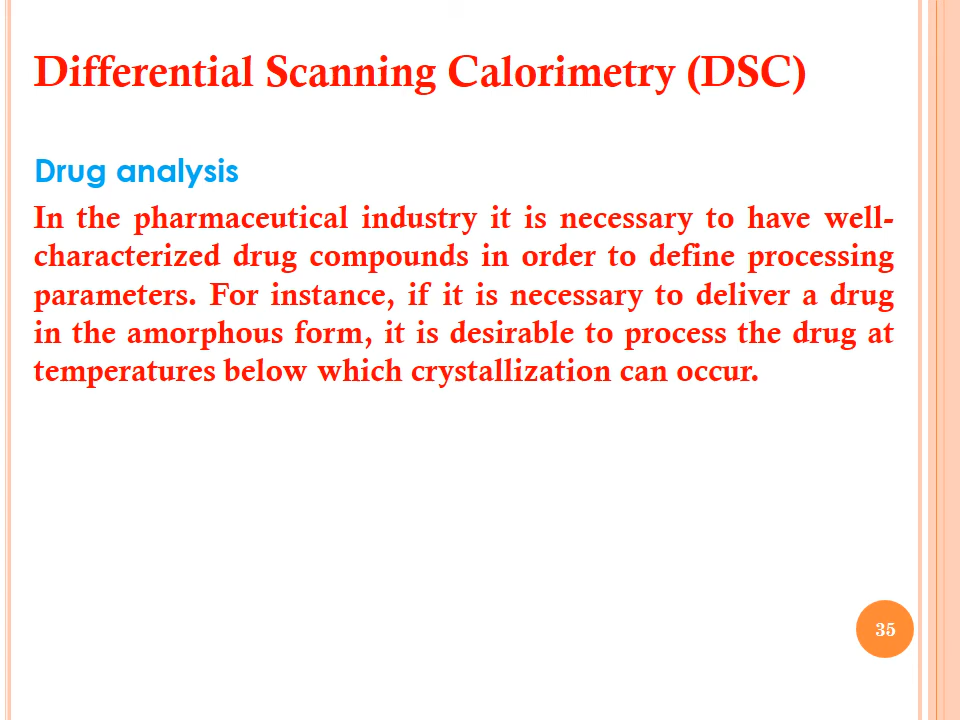 Differential Scanning Calorimetry (DSC)
Drug analysis
In the pharmaceutical industry it is necessary to have well-
characterized drug compounds in order to define processing
parameters. For instance, if it is necessary to deliver a drug
in the amorphous form, it is desirable to process the drug at
temperatures below which crystallization can occur.
35